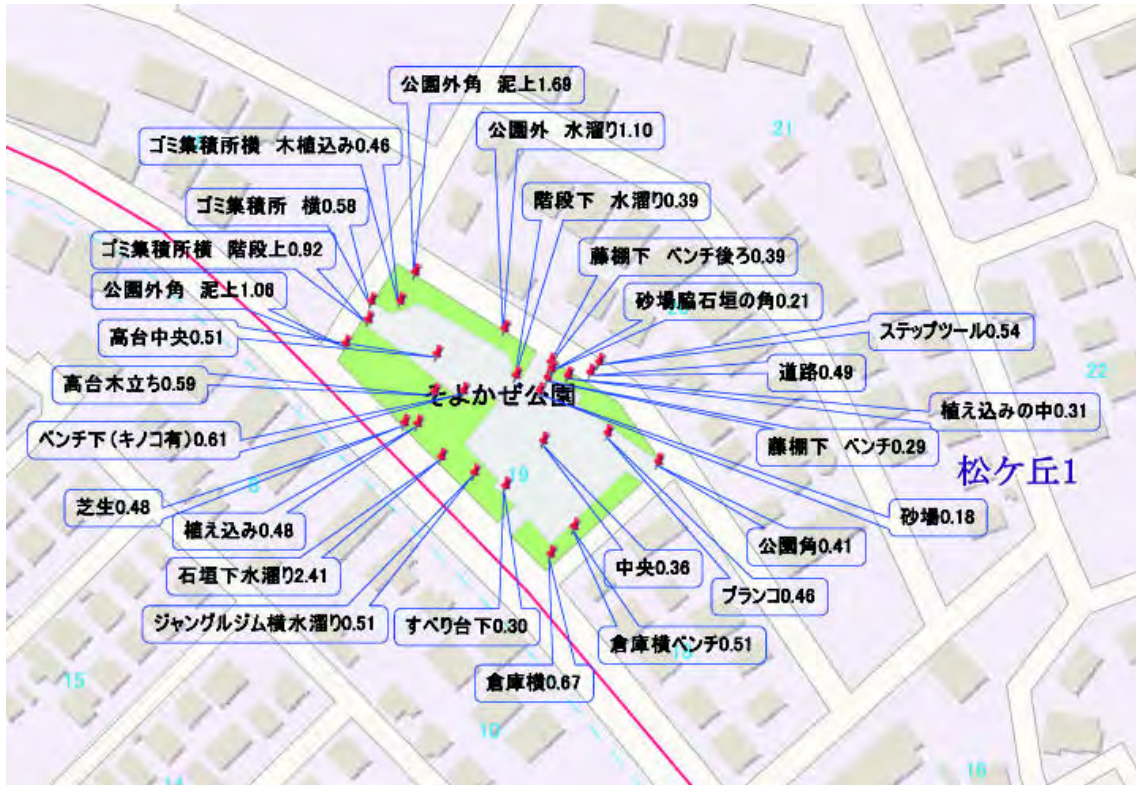 公園外角 泥上1.69
ゴミ集積所横 木植込み0.46
公園外 水溜り1.10
21
ゴミ集積所 横0.58
階段下 水溜り0.39
ゴミ集積所横 階段上0.92
藤棚下 ベンチ後ろ0.39
公園外角 泥上1.06
砂場脇石垣の角0.21
高台中央0.51
ステップツール0.54
道路0.49
22
高台木立ち0.59
そよかぜ公園
植え込みの中0.31
ベンチ下(キノコ有)0.61
藤棚下 ベンチ0.29
松ケ丘1
19
芝生0.48
植え込み0.48
砂場0.18
公園角0.41
石垣下水溜り2.41
中央0.36
ブランコ0.46
ジャングルジム横水溜り0.51
すべり台下0.30
倉庫横ベンチ0.51
倉庫横0.67
15
10
14